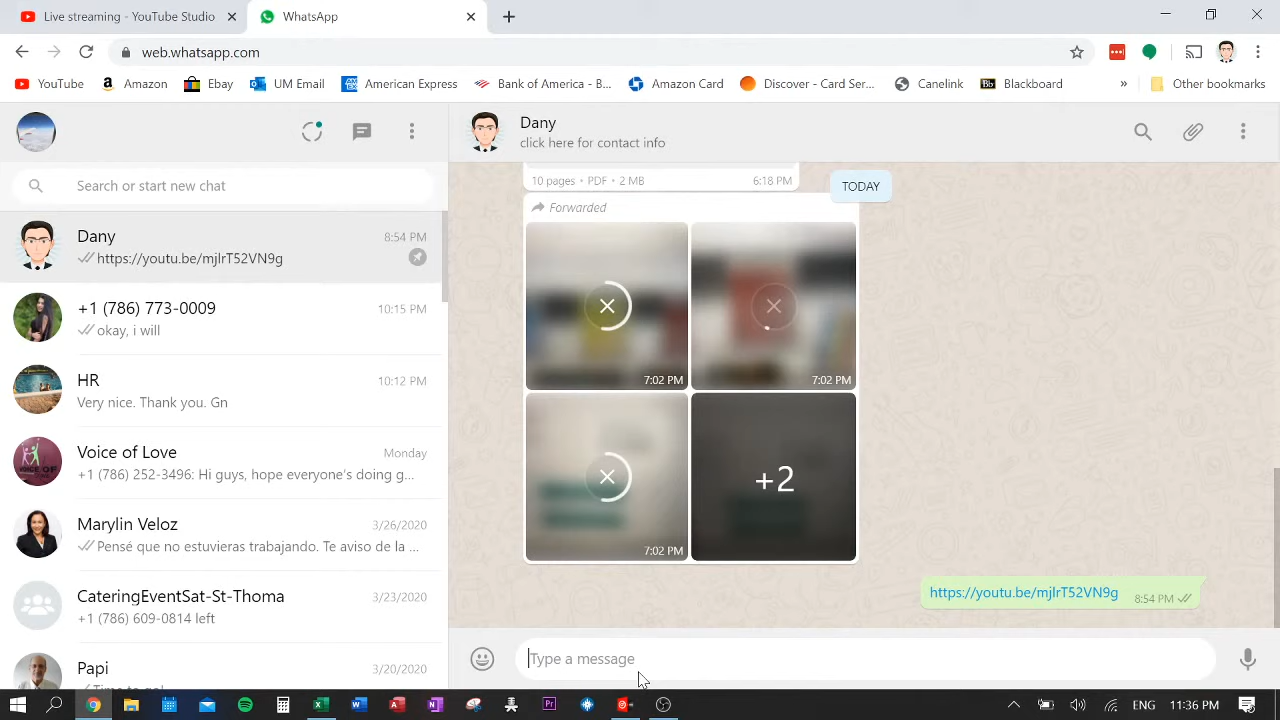 Live streaming - YouTube Studio
WhatsApp
web.whatsapp.com
YouTube
Amazon
Ebay
UM Email
American Express
Bank of America - B...
Amazon Card
Discover - Card Ser...
Canelink
Bb
Blackboard
»
Other bookmarks
Search or start new chat
Dany
8:54 PM
https://youtu.be/mjlrT52VN9g
+1 (786) 773-0009
10:15 PM
okay, i will
HR
10:12 PM
Very nice. Thank you. Gn
Voice of Love
Monday
+1 (786) 252-3496: Hi guys, hope everyone's doing g...
Marylin Veloz
3/26/2020
Pensé que no estuvieras trabajando. Te aviso de la ...
CateringEventSat-St-Thoma
3/23/2020
+1 (786) 609-0814 left
Papi
3/20/2020
Dany
click here for contact info
10 pages • PDF • 2 MB
6:18 PM
TODAY
Forwarded
7:02 PM
7:02 PM
7:02 PM
+2
https://youtu.be/mjlrT52VN9g
8:54 PM
Type a message
ENG
11:36 PM